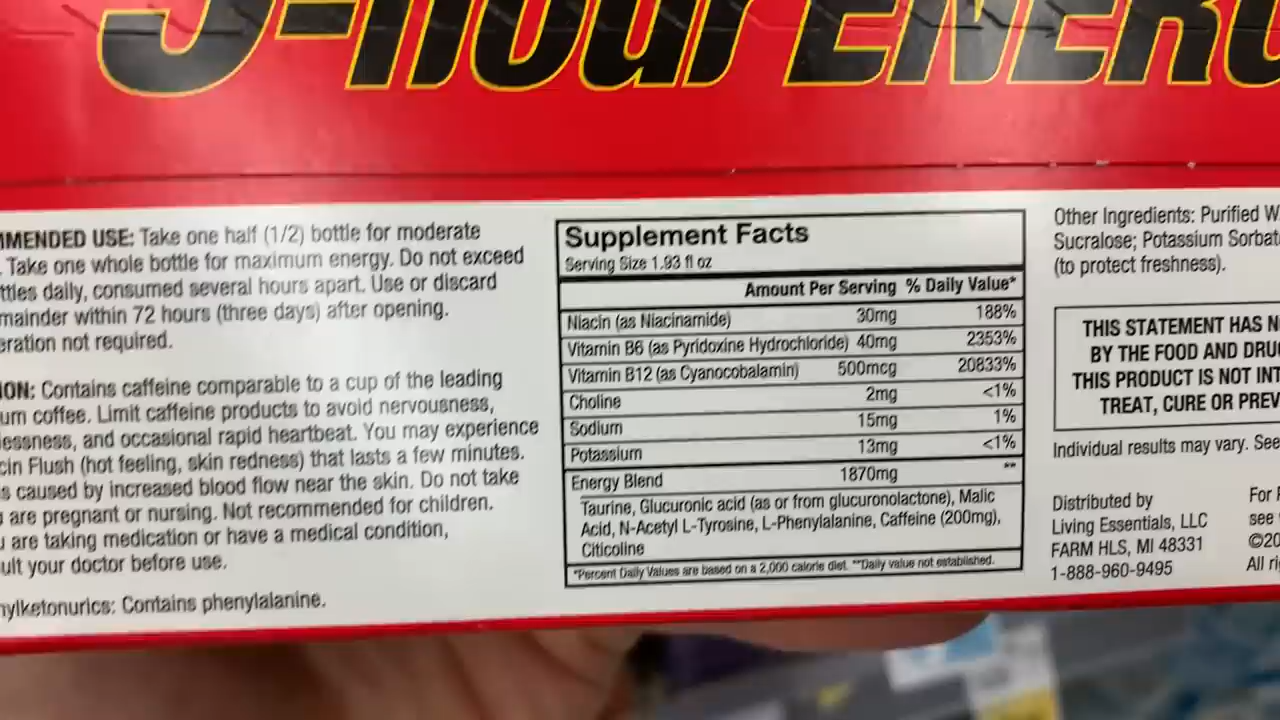 5-hour ENERG
MMENDED USE: Take one half (1/2) bottle for moderate
. Take one whole bottle for maximum energy. Do not exceed
ttles daily, consumed several hours apart. Use or discard
mainder within 72 hours (three days) after opening.
eration not required.
ION: Contains caffeine comparable to a cup of the leading
um coffee. Limit caffeine products to avoid nervousness,
lessness, and occasional rapid heartbeat. You may experience
cin Flush (hot feeling, skin redness) that lasts a few minutes.
s caused by increased blood flow near the skin. Do not take
u are pregnant or nursing. Not recommended for children.
u are taking medication or have a medical condition,
ult your doctor before use.
nylketonurics: Contains phenylalanine.
Supplement Facts
Serving Size 1.93 fl oz
Amount Per Serving % Daily Value*
Niacin (as Niacinamide) 30mg 188%
Vitamin B6 (as Pyridoxine Hydrochloride) 40mg 2353%
Vitamin B12 (as Cyanocobalamin) 500mcg 20833%
Choline 2mg <1%
Sodium 15mg 1%
Potassium 13mg <1%
Energy Blend 1870mg **
Taurine, Glucuronic acid (as or from glucuronolactone), Malic
Acid, N-Acetyl L-Tyrosine, L-Phenylalanine, Caffeine (200mg),
Citicoline
*Percent Daily Values are based on a 2,000 calorie diet. **Daily value not established.
Other Ingredients: Purified W
Sucralose; Potassium Sorbat
(to protect freshness).
THIS STATEMENT HAS N
BY THE FOOD AND DRU
THIS PRODUCT IS NOT INT
TREAT, CURE OR PREV
Individual results may vary. See
Distributed by
Living Essentials, LLC
FARM HLS, MI 48331
1-888-960-9495
For
see
©20
All ri